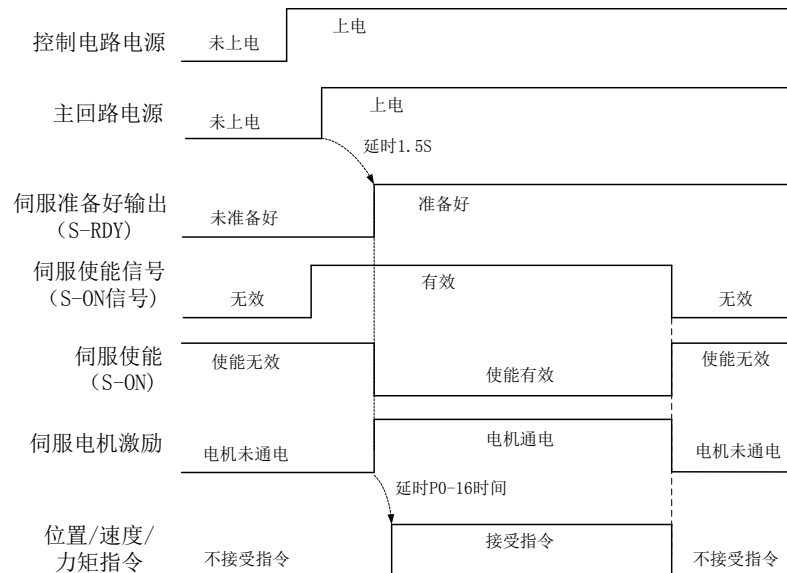 控制电路电源
未上电
上电
主回路电源
未上电
上电
延时1.5S
伺服准备好输出
(S-RDY)
未准备好
准备好
伺服使能信号
(S-ON信号)
无效
有效
无效
伺服使能
(S-ON)
使能无效
使能有效
使能无效
伺服电机激励
电机未通电
电机通电
电机未通电
延时P0-16时间
位置/速度/
力矩指令
不接受指令
接受指令
不接受指令